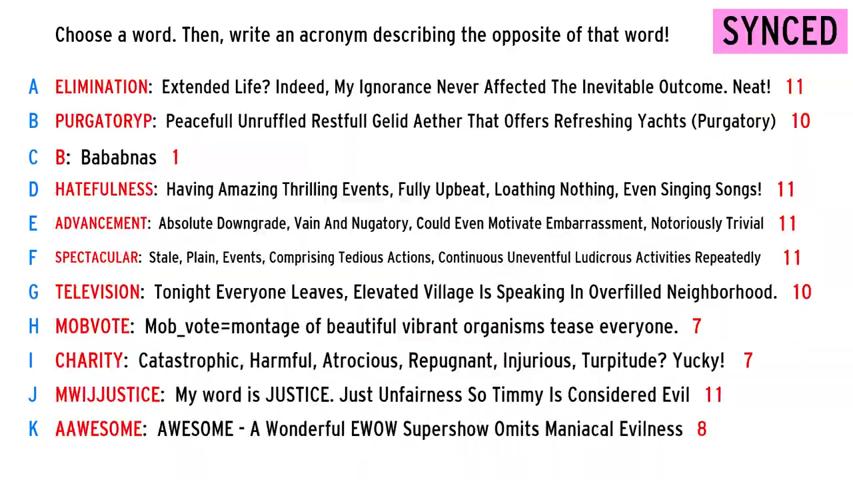 Choose a word. Then, write an acronym describing the opposite of that word!
SYNCED
A ELIMINATION: Extended Life? Indeed, My Ignorance Never Affected The Inevitable Outcome. Neat! 11
B PURGATORYP: Peacefull Unruffled Restfull Gelid Aether That Offers Refreshing Yachts (Purgatory) 10
C B: Bababnas 1
D HATEFULNESS: Having Amazing Thrilling Events, Fully Upbeat, Loathing Nothing, Even Singing Songs! 11
E ADVANCEMENT: Absolute Downgrade, Vain And Nugatory, Could Even Motivate Embarrassment, Notoriously Trivial 11
F SPECTACULAR: Stale, Plain, Events, Comprising Tedious Actions, Continuous Uneventful Ludicrous Activities Repeatedly 11
G TELEVISION: Tonight Everyone Leaves, Elevated Village Is Speaking In Overfilled Neighborhood. 10
H MOBVOTE: Mob_vote=montage of beautiful vibrant organisms tease everyone. 7
I CHARITY: Catastrophic, Harmful, Atrocious, Repugnant, Injurious, Turpitude? Yucky! 7
J MWIJJUSTICE: My word is JUSTICE. Just Unfairness So Timmy Is Considered Evil 11
K AAWESOME: AWESOME - A Wonderful EWOW Supershow Omits Maniacal Evilness 8